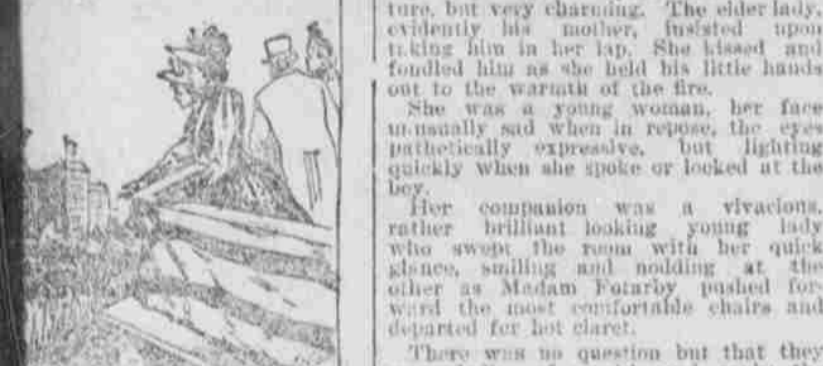 ture, but very charming. The elder lady,
evidently his mother, insisted upon
taking him in her lap. She kissed and
fondled him as she held his little hands
out to the warmth of the fire.
She was a young woman, her face
unusually sad when in repose, the eyes
pathetically expressive, but lighting
quickly when she spoke or looked at the
boy.
Her companion was a vivacious,
rather brilliant looking young lady
who swept the room with her quick
glance, smiling and nodding at the
other as Madam Fotarby pushed for-
ward the most comfortable chairs and
departed for hot claret.
There was no question but that they